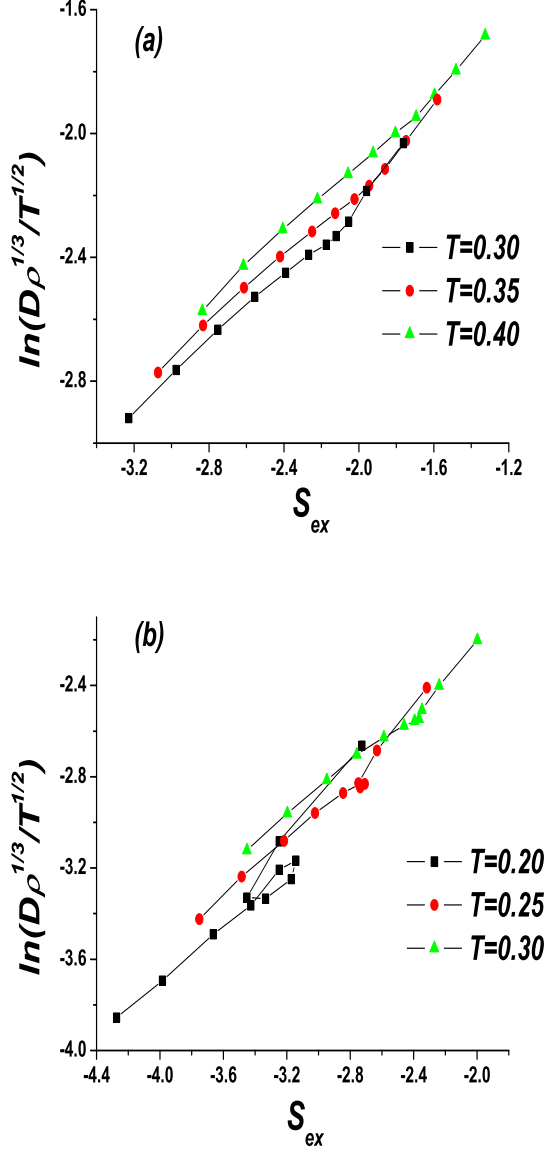 (a)
-1.6
-2.0
-2.4
-2.8
ln(Dρ^1/3/T^1/2)
T=0.30
T=0.35
T=0.40
-3.2 -2.8 -2.4 -2.0 -1.6 -1.2
S_ex
(b)
-2.4
-2.8
-3.2
-3.6
-4.0
ln(Dρ^1/3/T^1/2)
T=0.20
T=0.25
T=0.30
-4.4 -4.0 -3.6 -3.2 -2.8 -2.4 -2.0
S_ex